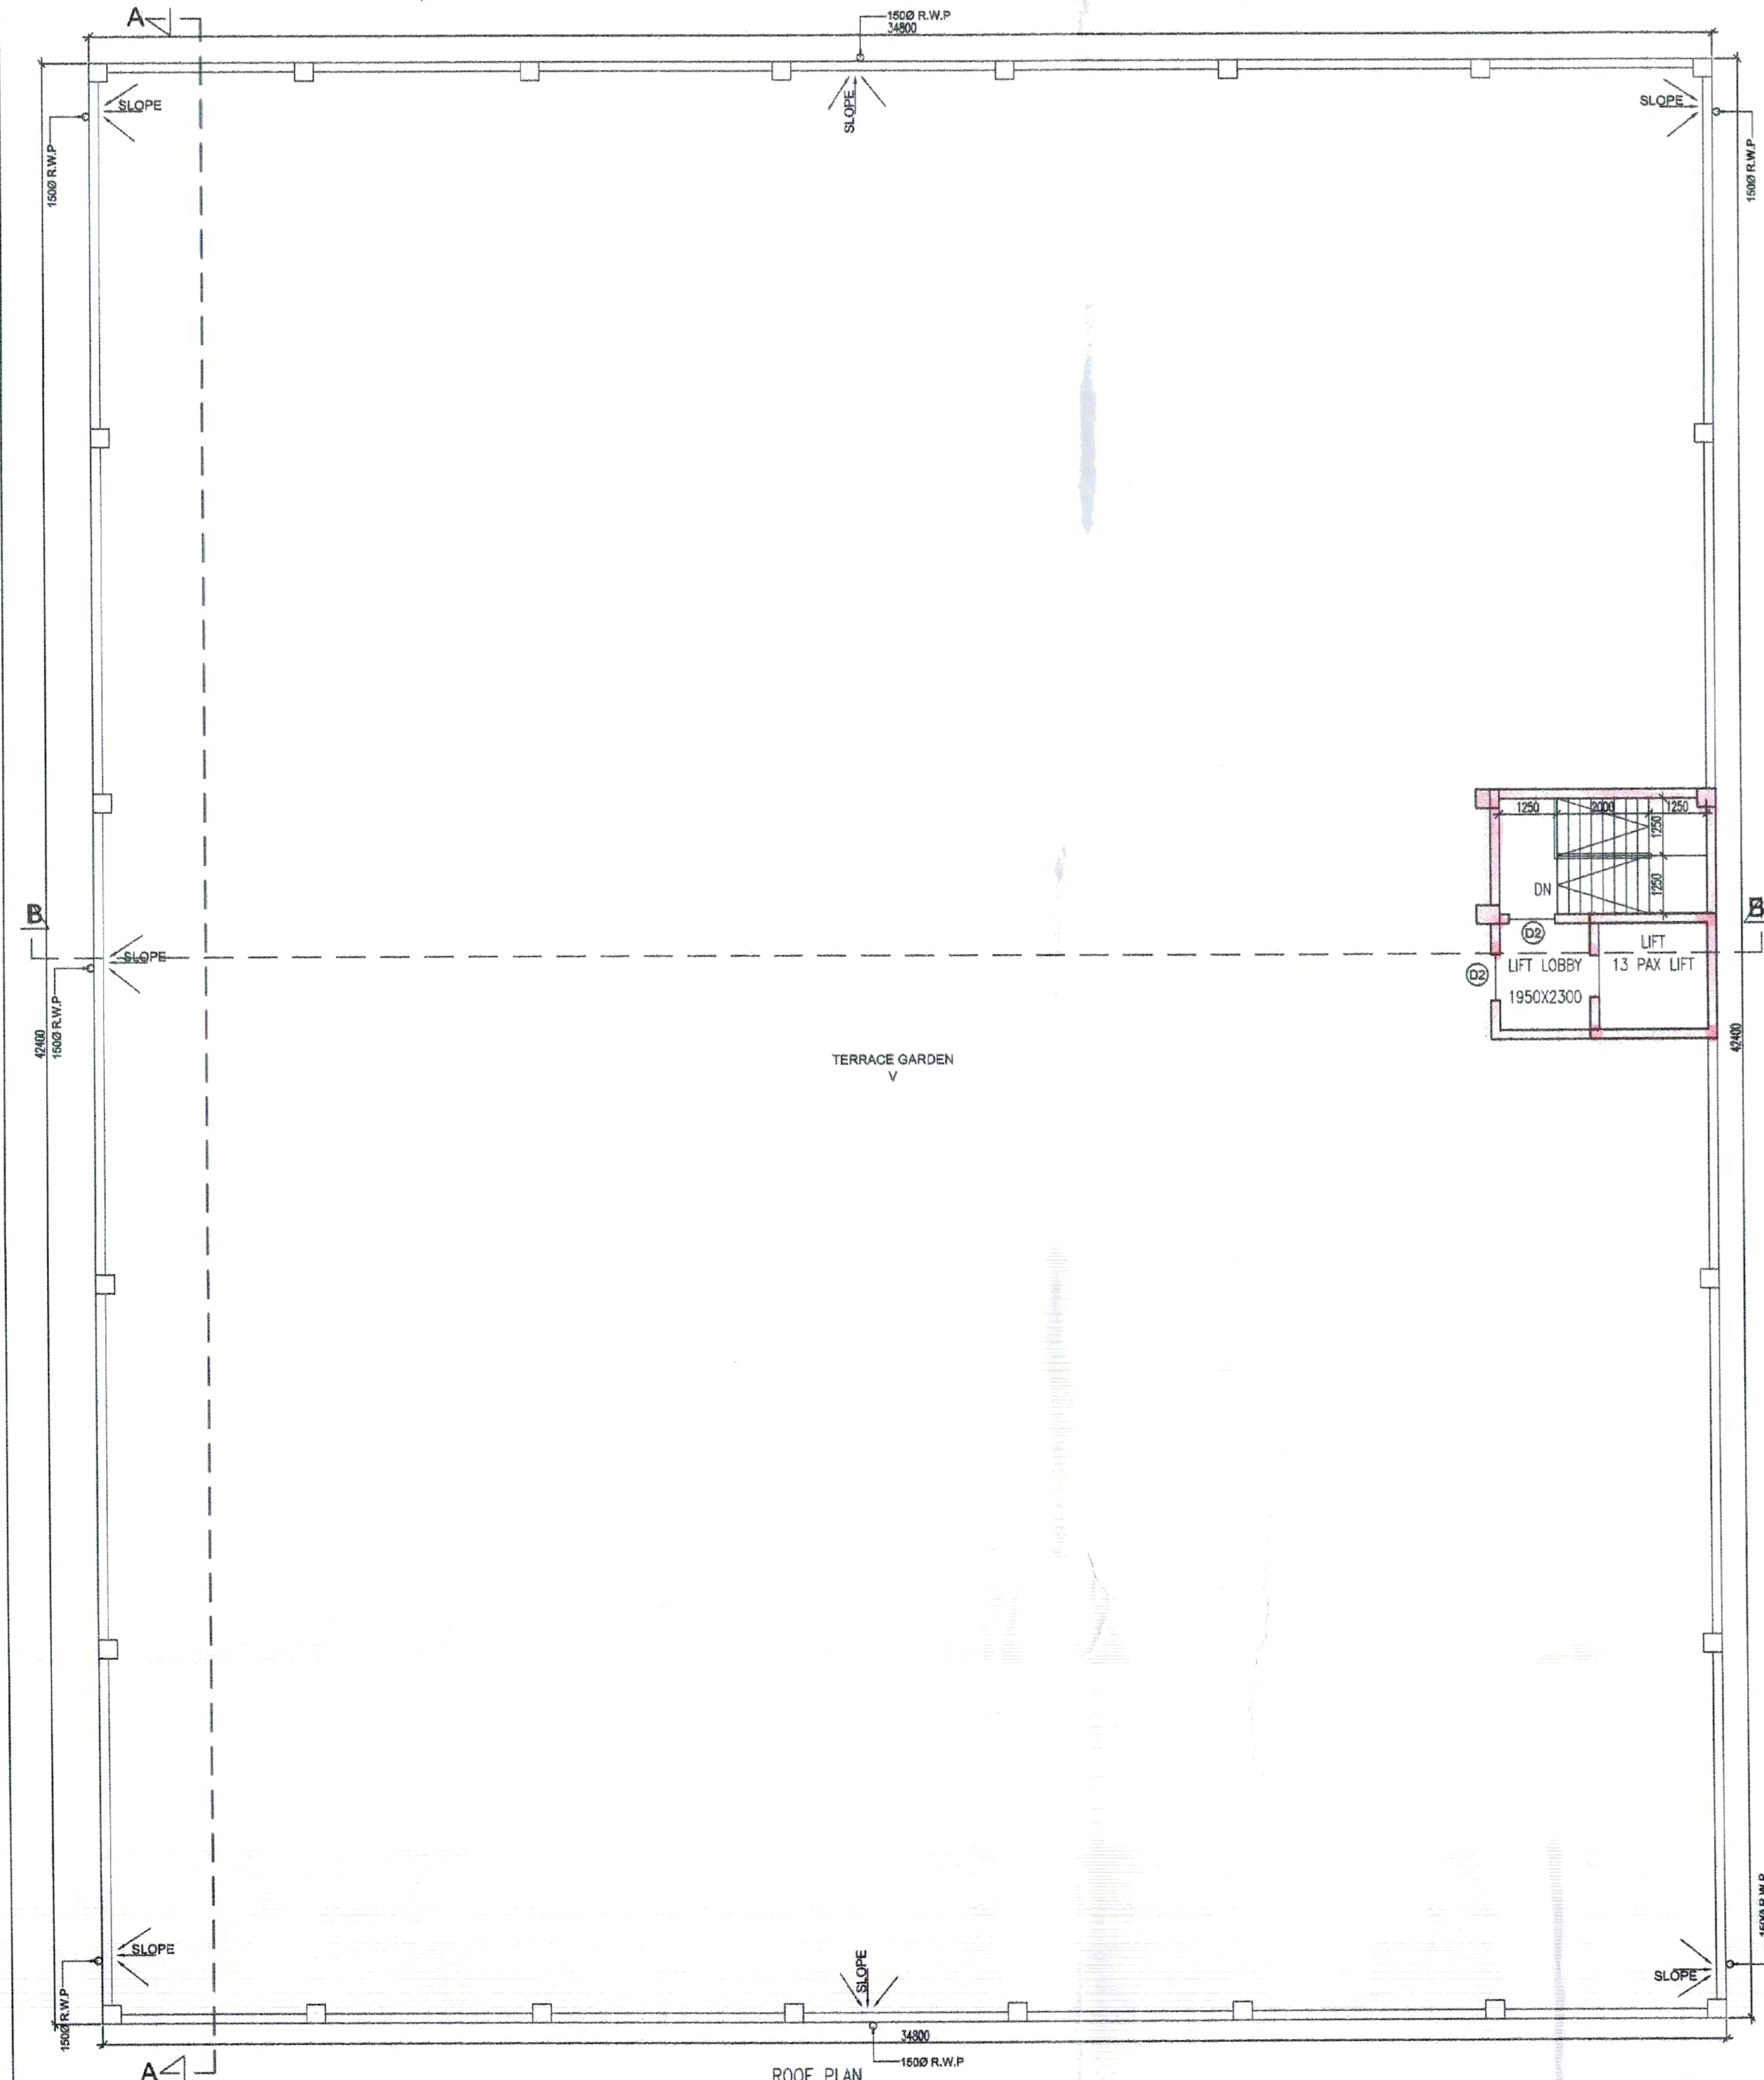 A
150Ø R.W.P
34800
SLOPE
SLOPE
SLOPE
150Ø R.W.P
150Ø R.W.P
1250
2000
1250
1250
DN
1250
B
B
D2
LIFT
SLOPE
D2
LIFT LOBBY
13 PAX LIFT
1950X2300
42400
150Ø R.W.P
42400
TERRACE GARDEN
V
SLOPE
SLOPE
SLOPE
150Ø R.W.P
150Ø R.W.P
34800
150Ø R.W.P
A
ROOF PLAN